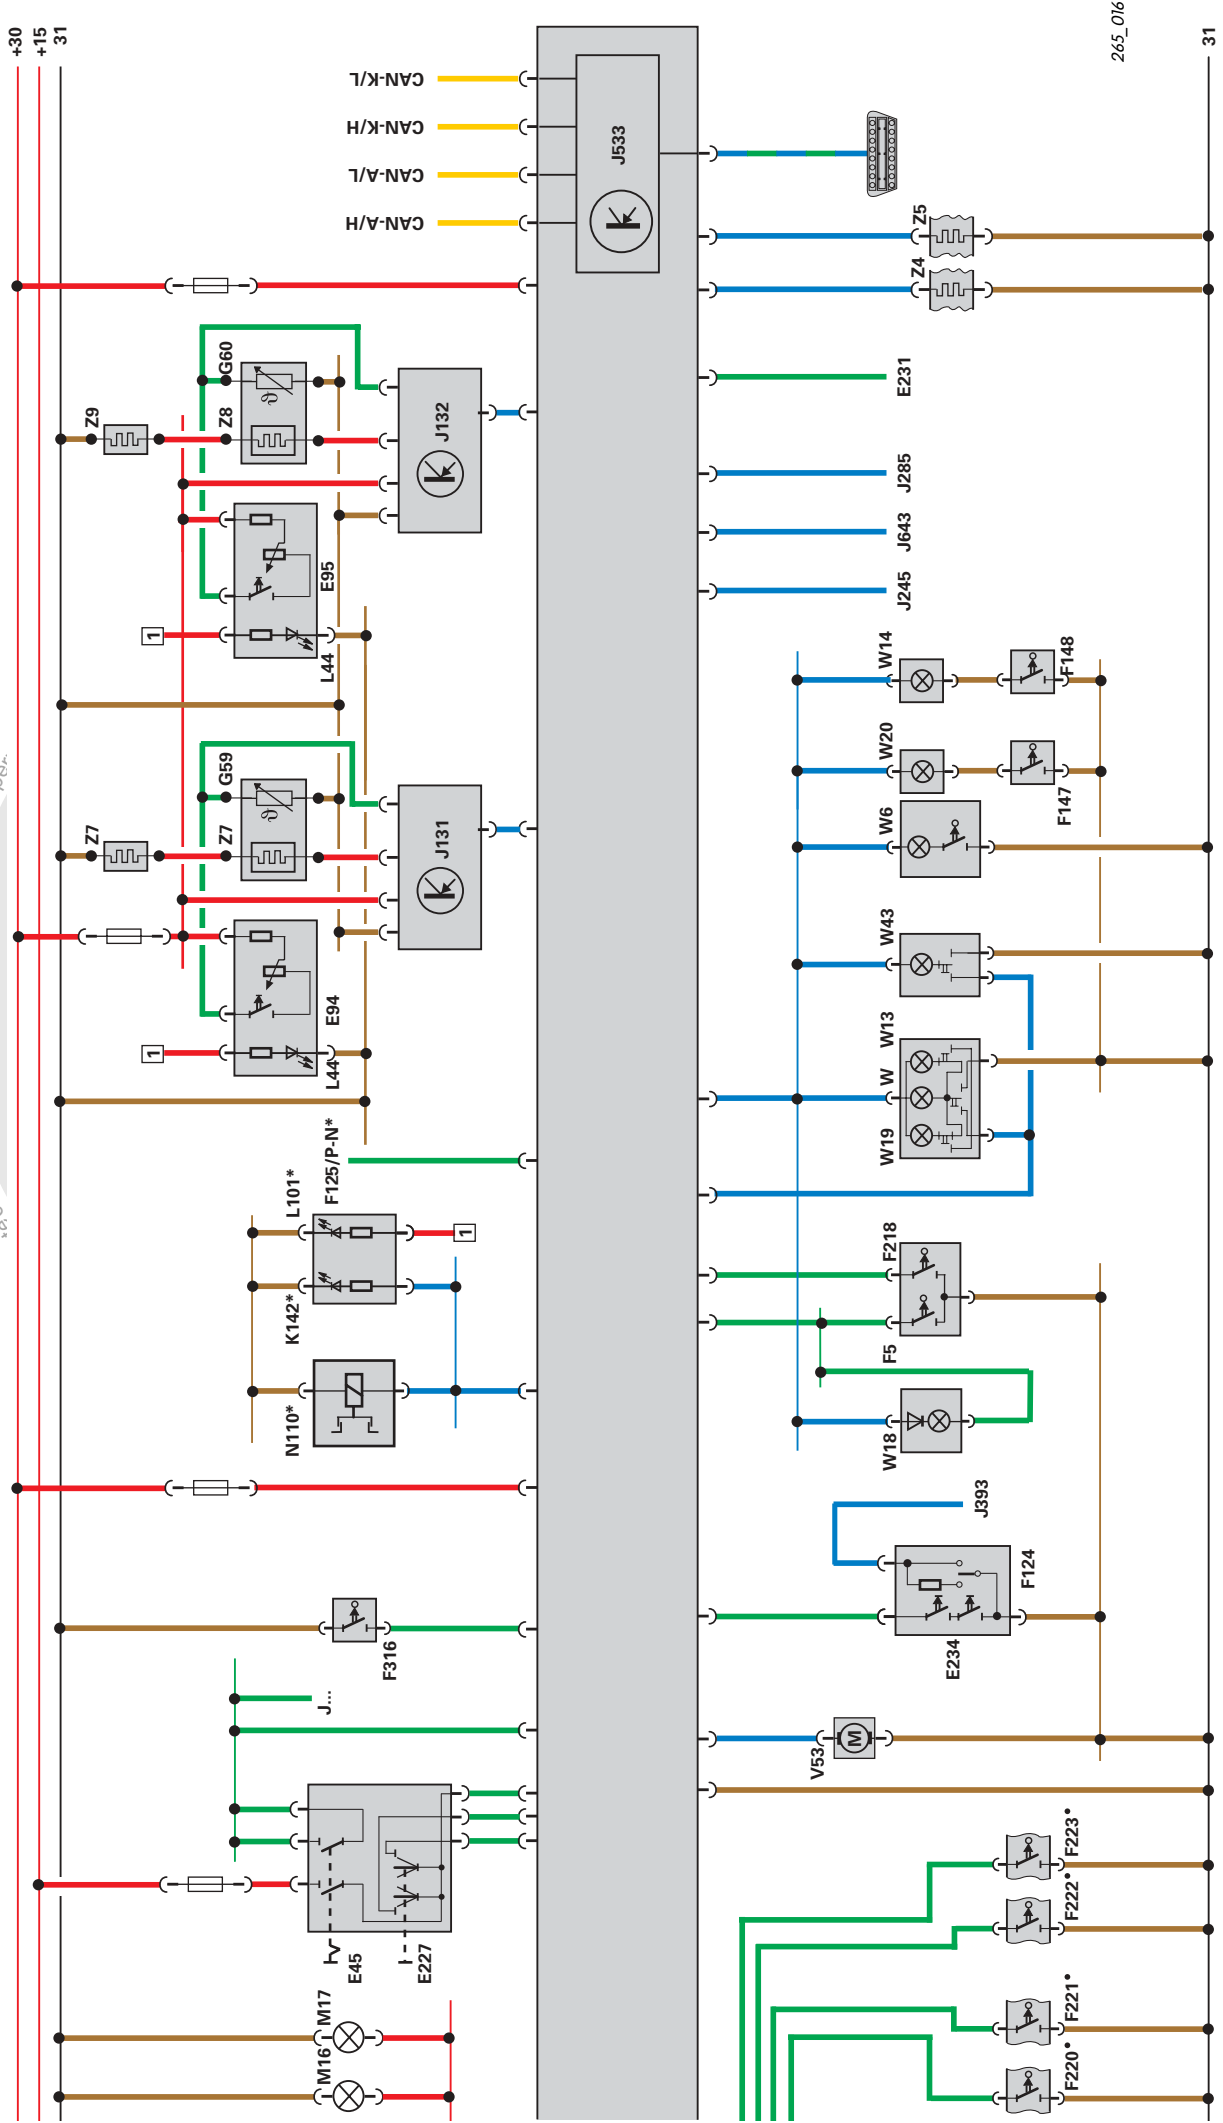 +30
+15
31
CAN-K/L
CAN-K/H
CAN-A/L
CAN-A/H
J533
265_016
31
Z5
Z4
E231
Z9
Z8
G60
J132
J285
J643
J245
E95
1
L44
W14
F148
W20
F147
W6
Z7
Z7
G59
J131
W43
E94
1
L44
W13
W
W19
F125/P-N*
L101*
K142*
1
N110*
F218
F5
W18
J393
F124
E234
F316
J...
V53
M
E45
E227
F223•
F222•
F221•
F220•
M17
M16